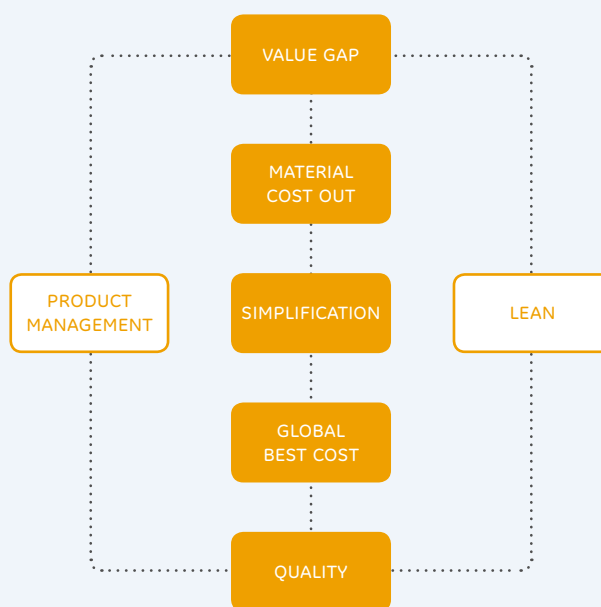 VALUE GAP
MATERIAL
COST OUT
PRODUCT
MANAGEMENT
SIMPLIFICATION
LEAN
GLOBAL
BEST COST
QUALITY